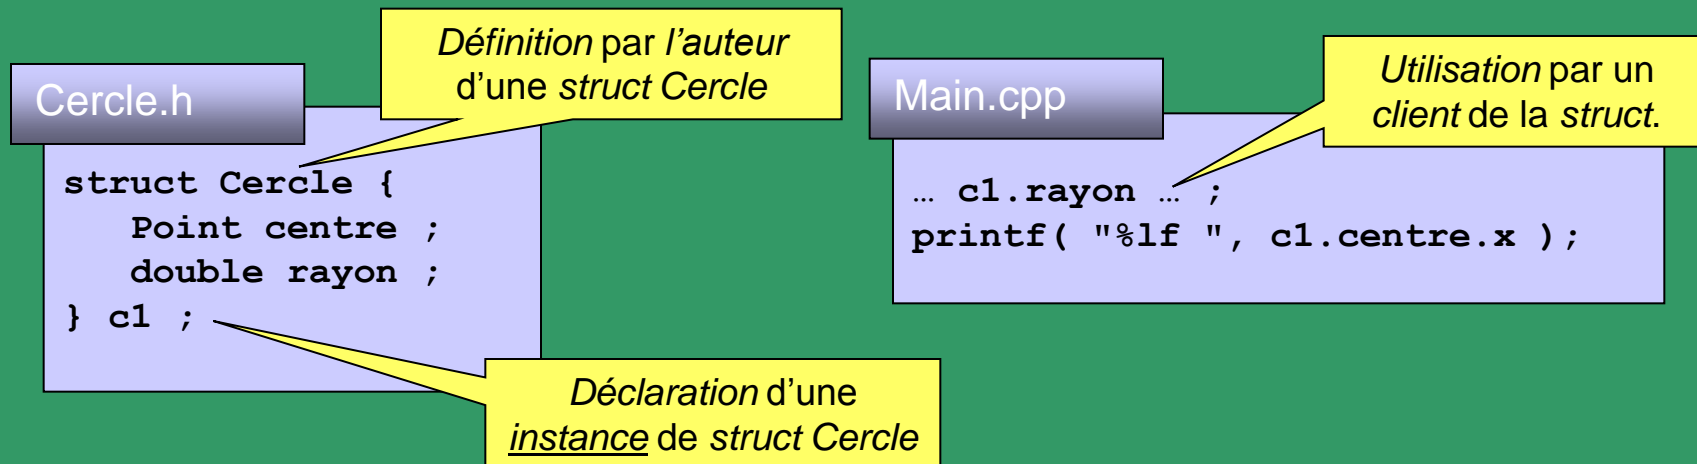 Définition par l'auteur
d'une struct Cercle
Cercle.h
struct Cercle {
Point centre ;
double rayon ;
} c1 ;
Déclaration d'une
instance de struct Cercle
Main.cpp
Utilisation par un
client de la struct.
… c1.rayon … ;
printf( "%lf ", c1.centre.x );